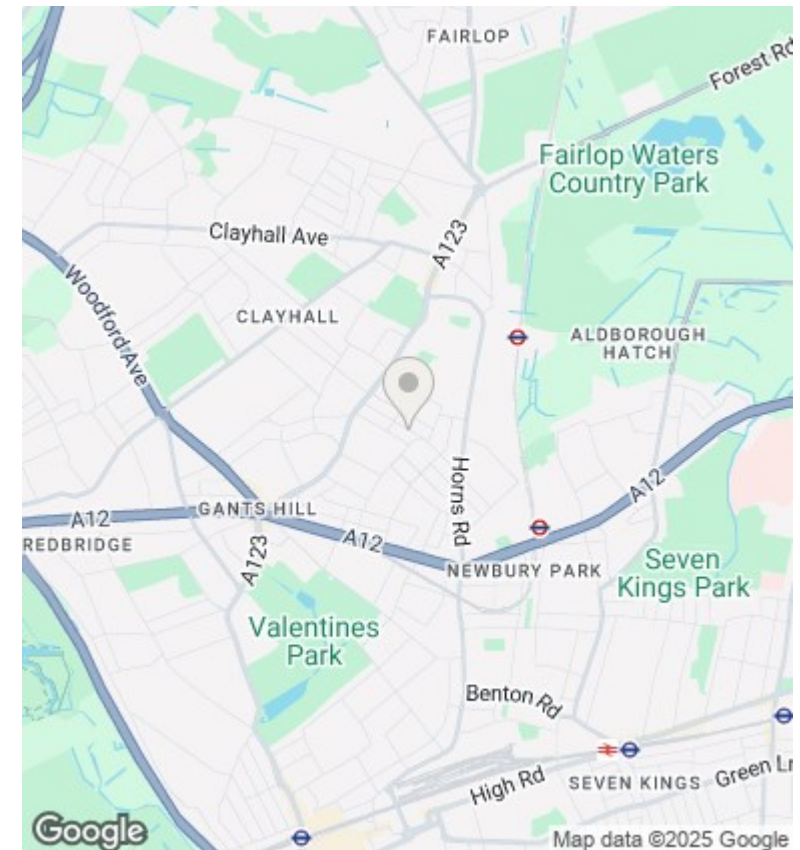 FAIRLOP
Forest Rd
Fairlop Waters
Country Park
A123
Clayhall Ave
Woodford Ave
CLAYHALL
ALDBOROUGH
HATCH
Horns Rd
A12
GANTS HILL
A12
REDBRIDGE
A12
A123
NEWBURY PARK
Seven
Kings Park
Valentines
Park
Benton Rd
High Rd
SEVEN KINGS
Green Ln
Google
Map data ©2025 Google